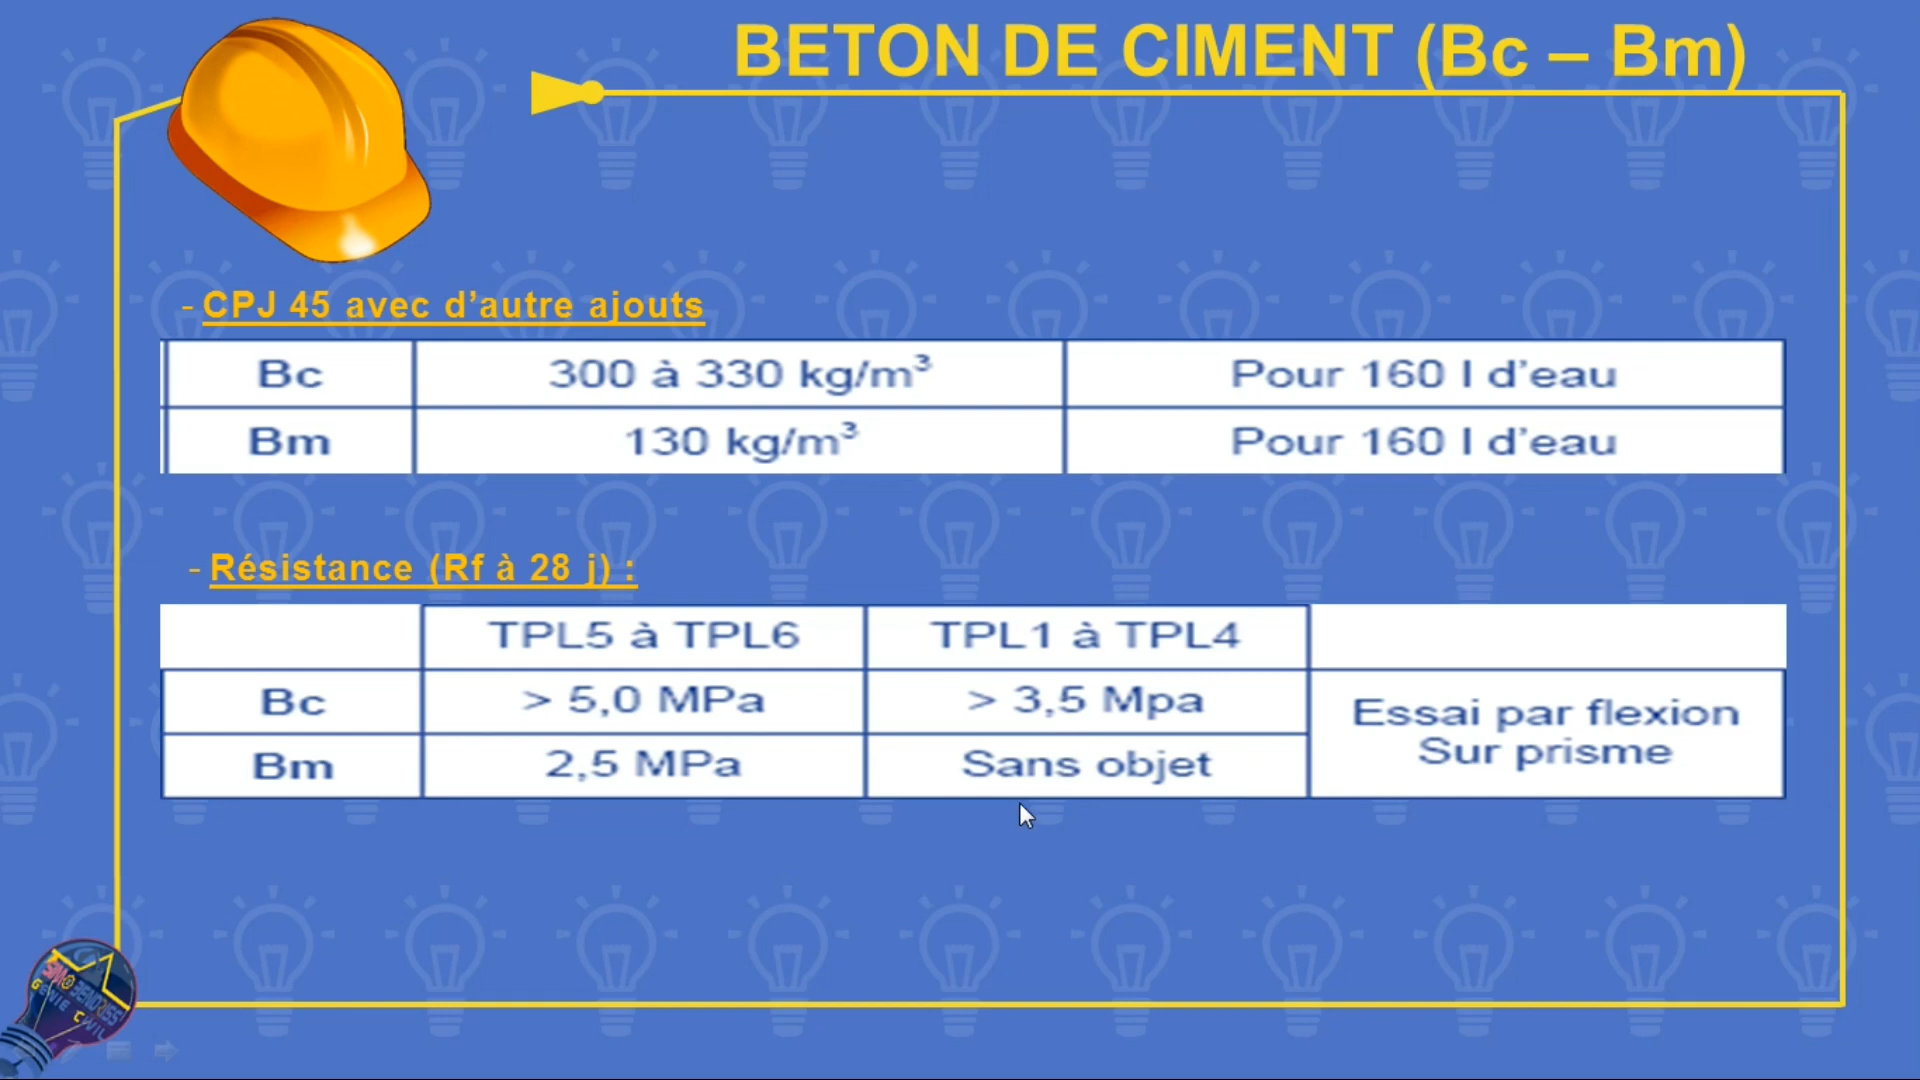 BETON DE CIMENT (Bc – Bm)
- CPJ 45 avec d’autre ajouts
Bc 300 à 330 kg/m³ Pour 160 l d’eau
Bm 130 kg/m³ Pour 160 l d’eau
- Résistance (Rf à 28 j) :
TPL5 à TPL6 TPL1 à TPL4
Bc > 5,0 MPa > 3,5 Mpa Essai par flexion
Sur prisme
Bm 2,5 MPa Sans objet
GENIE CIVIL